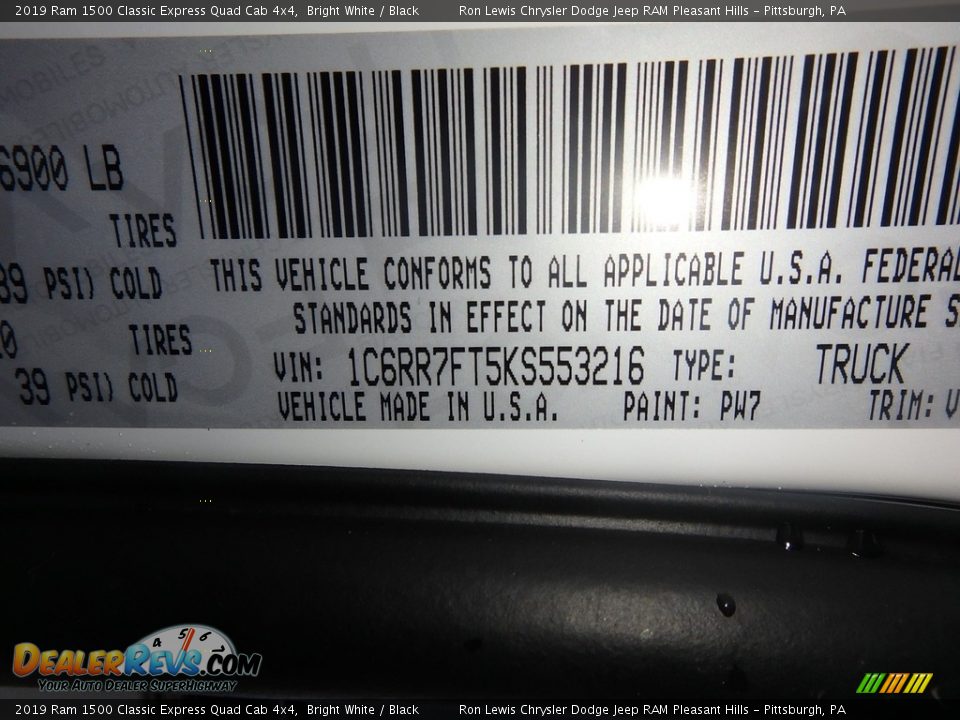 2019 Ram 1500 Classic Express Quad Cab 4x4, Bright White / Black Ron Lewis Chrysler Dodge Jeep RAM Pleasant Hills - Pittsburgh, PA
6900 LB
TIRES
39 PSI) COLD
THIS VEHICLE CONFORMS TO ALL APPLICABLE U.S.A. FEDERAL
STANDARDS IN EFFECT ON THE DATE OF MANUFACTURE S
0 TIRES
VIN: 1C6RR7FT5KS553216 TYPE: TRUCK
39 PSI) COLD
VEHICLE MADE IN U.S.A. PAINT: PW7 TRIM: V
4 5 6
DEALERREVS.COM
YOUR AUTO DEALER SUPERHIGHWAY
2019 Ram 1500 Classic Express Quad Cab 4x4, Bright White / Black Ron Lewis Chrysler Dodge Jeep RAM Pleasant Hills - Pittsburgh, PA